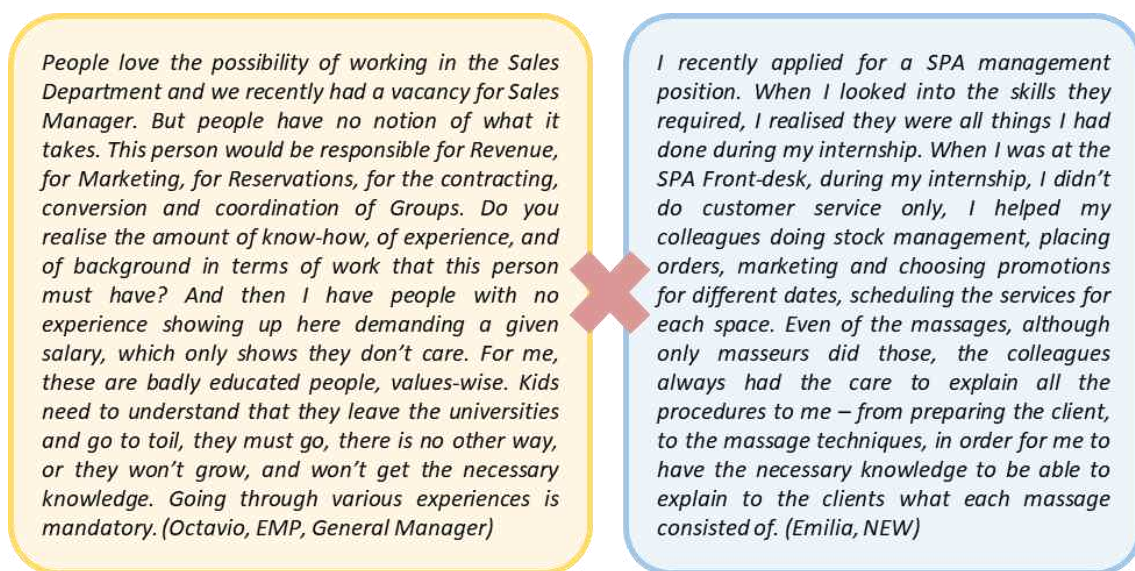 People love the possibility of working in the Sales
Department and we recently had a vacancy for Sales
Manager. But people have no notion of what it
takes. This person would be responsible for Revenue,
for Marketing, for Reservations, for the contracting,
conversion and coordination of Groups. Do you
realise the amount of know-how, of experience, and
of background in terms of work that this person
must have? And then I have people with no
experience showing up here demanding a given
salary, which only shows they don't care. For me,
these are badly educated people, values-wise. Kids
need to understand that they leave the universities
and go to toil, they must go, there is no other way,
or they won't grow, and won't get the necessary
knowledge. Going through various experiences is
mandatory. (Octavio, EMP, General Manager)
I recently applied for a SPA management
position. When I looked into the skills they
required, I realised they were all things I had
done during my internship. When I was at the
SPA Front-desk, during my internship, I didn't
do customer service only, I helped my
colleagues doing stock management, placing
orders, marketing and choosing promotions
for different dates, scheduling the services for
each space. Even of the massages, although
only masseurs did those, the colleagues
always had the care to explain all the
procedures to me – from preparing the client,
to the massage techniques, in order for me to
have the necessary knowledge to be able to
explain to the clients what each massage
consisted of. (Emilia, NEW)